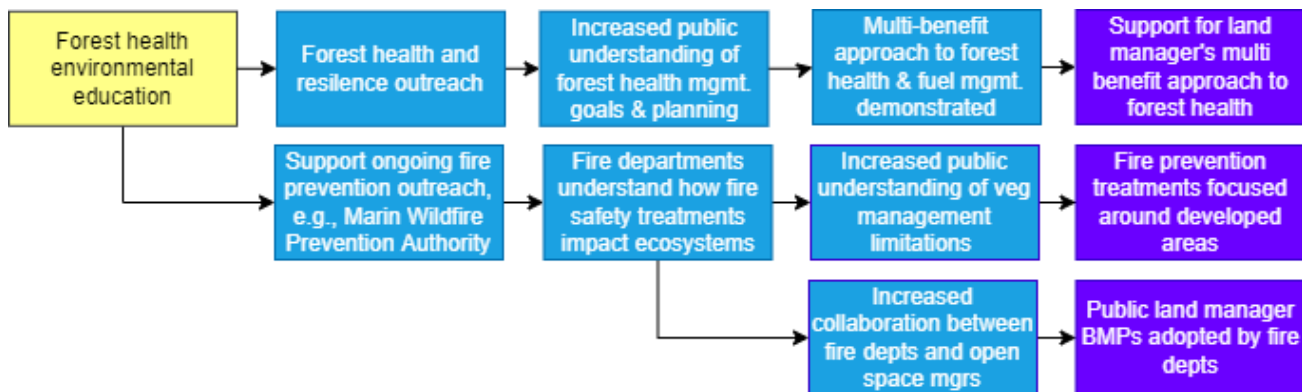 Forest health
environmental
education
Forest health and
resilence outreach
Increased public
understanding of
forest health mgmt.
goals & planning
Multi-benefit
approach to forest
health & fuel mgmt.
demonstrated
Support for land
manager's multi
benefit approach to
forest health
Support ongoing fire
prevention outreach,
e.g., Marin Wildfire
Prevention Authority
Fire departments
understand how fire
safety treatments
impact ecosystems
Increased public
understanding of veg
management
limitations
Fire prevention
treatments focused
around developed
areas
Increased
collaboration between
fire depts and open
space mgrs
Public land manager
BMPs adopted by fire
depts